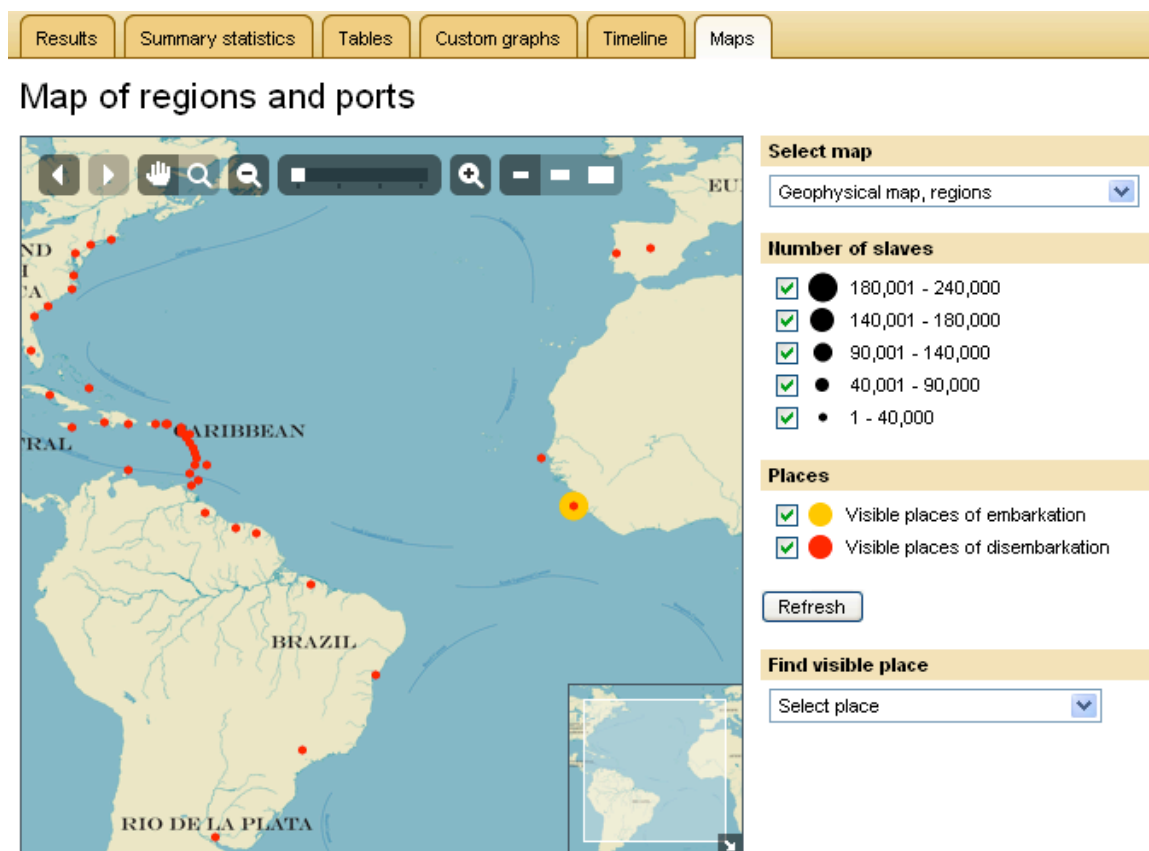 Results Summary statistics Tables Custom graphs Timeline Maps
Map of regions and ports
EU
ND
CA
CARIBBEAN
TRAL
BRAZIL
RIO DE LA PLATA
Select map
Geophysical map, regions
Number of slaves
180,001 - 240,000
140,001 - 180,000
90,001 - 140,000
40,001 - 90,000
1 - 40,000
Places
Visible places of embarkation
Visible places of disembarkation
Refresh
Find visible place
Select place